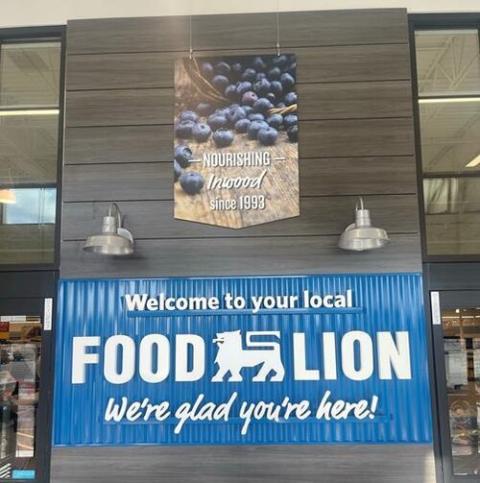 NOURISHING
Inwood
since 1993
Welcome to your local
FOOD LION
We're glad you're here!